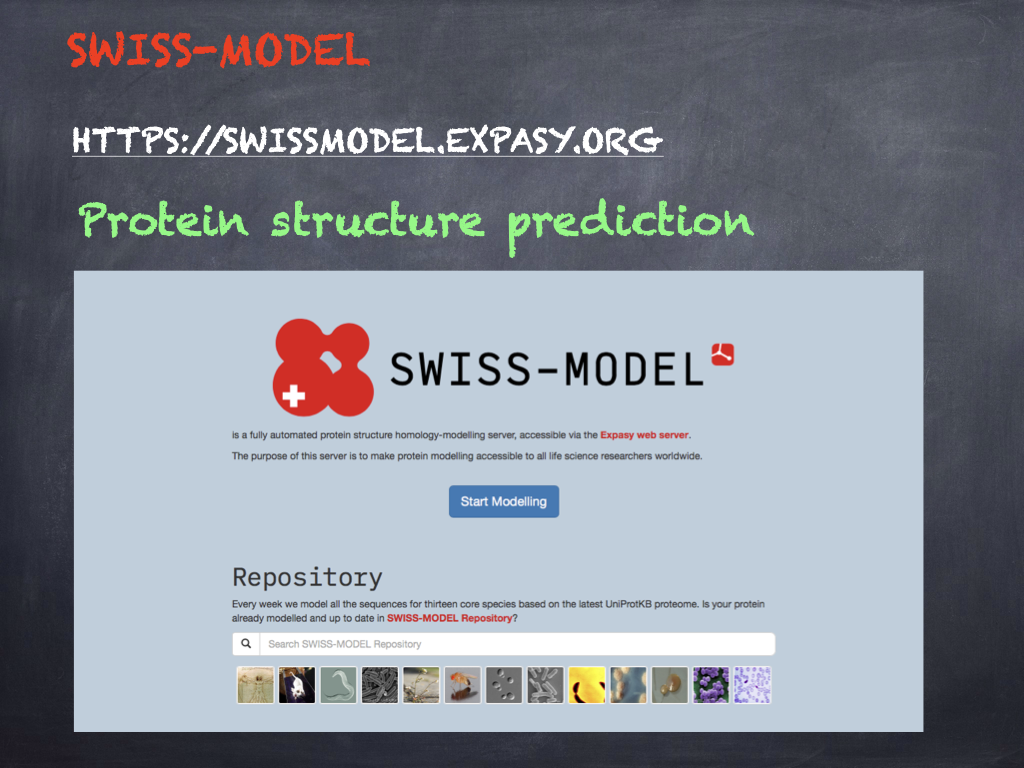 SWISS-MODEL
HTTPS://SWISSMODEL.EXPASY.ORG
Protein structure prediction
SWISS-MODEL
is a fully automated protein structure homology-modelling server, accessible via the Expasy web server.
The purpose of this server is to make protein modelling accessible to all life science researchers worldwide.
Start Modelling
Repository
Every week we model all the sequences for thirteen core species based on the latest UniProtKB proteome. Is your protein
already modelled and up to date in SWISS-MODEL Repository?
Search SWISS-MODEL Repository